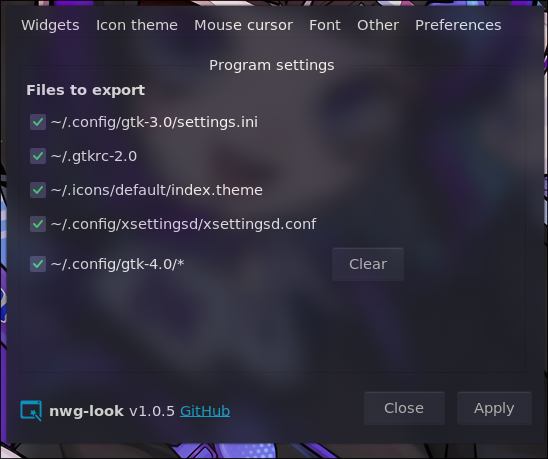 Widgets Icon theme Mouse cursor Font Other Preferences
Program settings
Files to export
~/.config/gtk-3.0/settings.ini
~/.gtkrc-2.0
~/.icons/default/index.theme
~/.config/xsettingsd/xsettingsd.conf
~/.config/gtk-4.0/* Clear
nwg-look v1.0.5 GitHub Close Apply